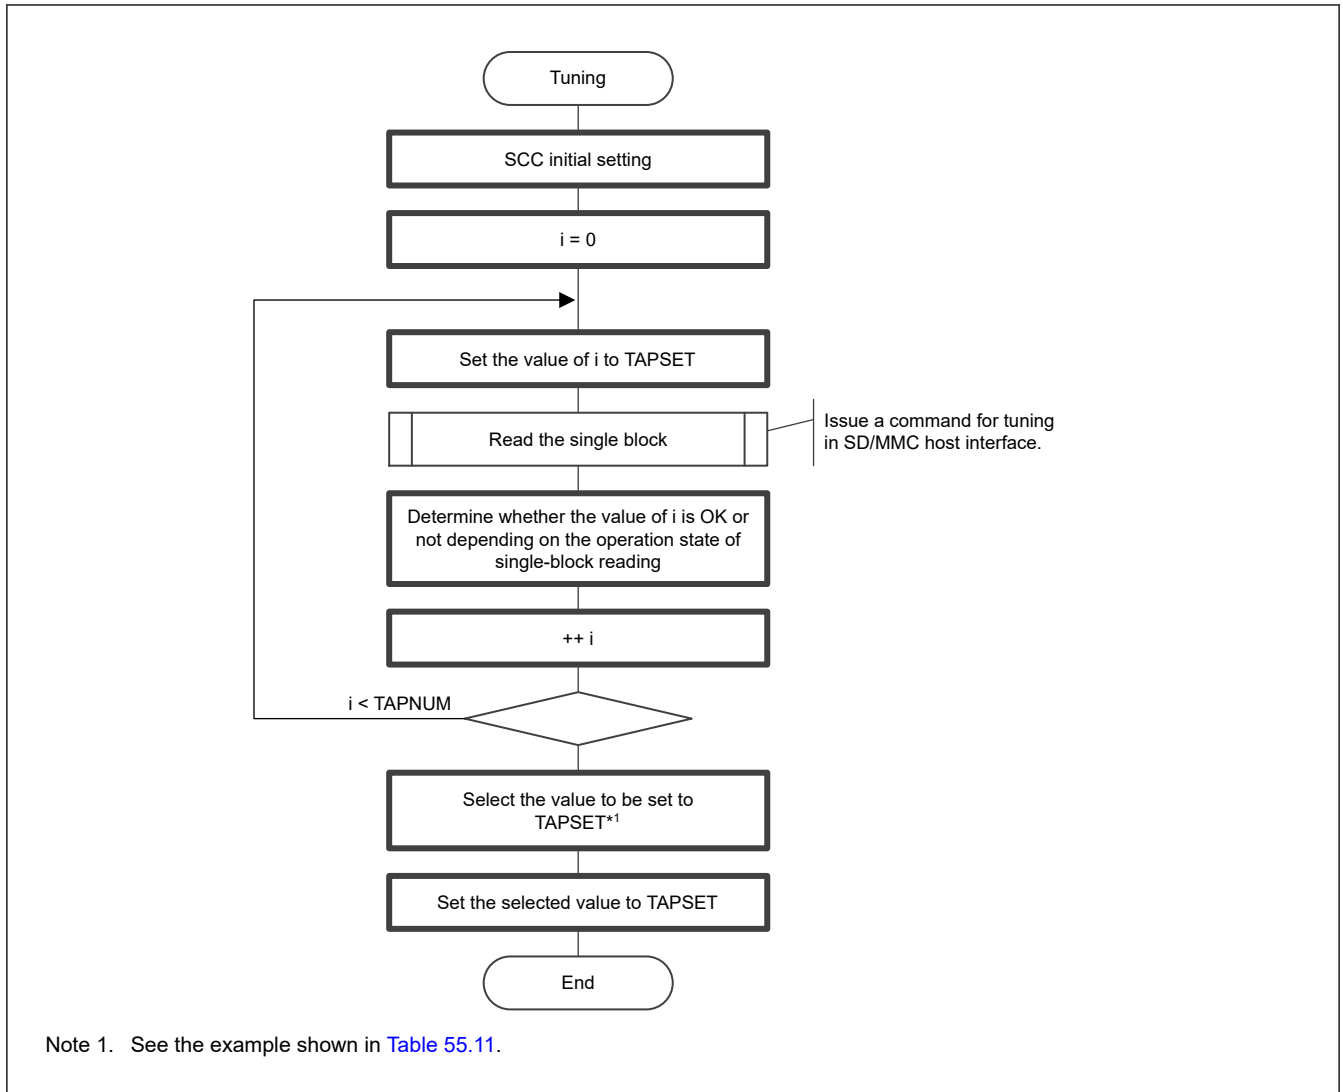 Tuning
SCC initial setting
i = 0
Set the value of i to TAPSET
Read the single block
Issue a command for tuning
in SD/MMC host interface.
Determine whether the value of i is OK or
not depending on the operation state of
single-block reading
++ i
i < TAPNUM
Select the value to be set to
TAPSET*1
Set the selected value to TAPSET
End
Note 1. See the example shown in Table 55.11.